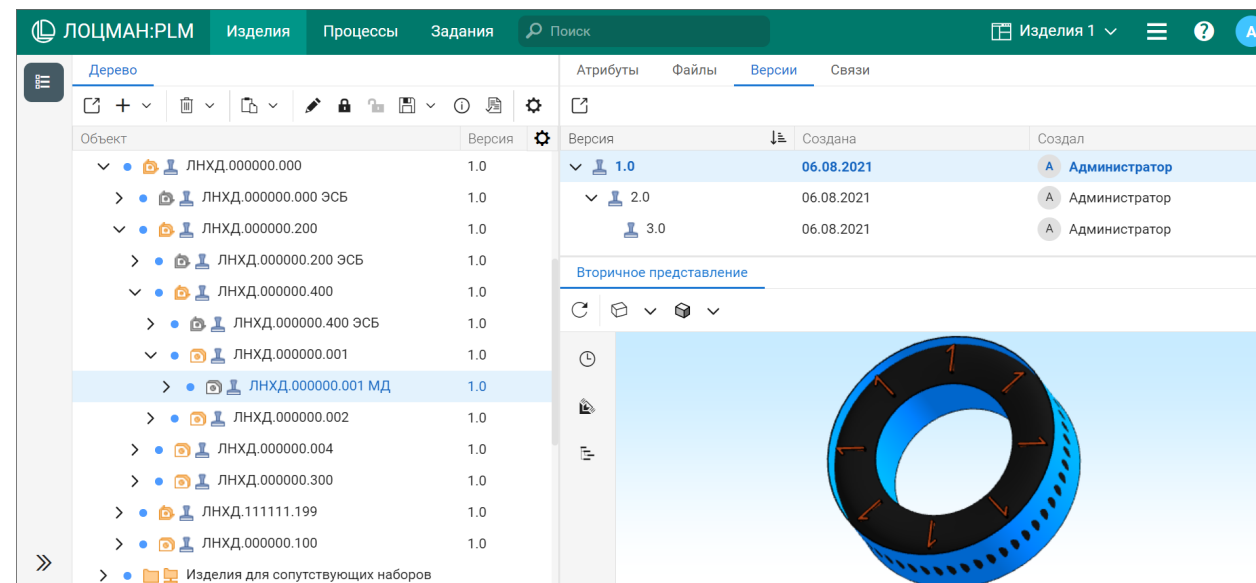 ЛОЦМАН:PLM Изделия Процессы Задания Поиск Изделия 1 A
Дерево
Объект Версия
ЛНХД.000000.000 1.0
ЛНХД.000000.000 ЭСБ 1.0
ЛНХД.000000.200 1.0
ЛНХД.000000.200 ЭСБ 1.0
ЛНХД.000000.400 1.0
ЛНХД.000000.400 ЭСБ 1.0
ЛНХД.000000.001 1.0
ЛНХД.000000.001 МД 1.0
ЛНХД.000000.002 1.0
ЛНХД.000000.004 1.0
ЛНХД.000000.300 1.0
ЛНХД.111111.199 1.0
ЛНХД.000000.100 1.0
Изделия для сопутствующих наборов
Атрибуты Файлы Версии Связи
Версия Создана Создал
1.0 06.08.2021 А Администратор
2.0 06.08.2021 А Администратор
3.0 06.08.2021 А Администратор
Вторичное представление